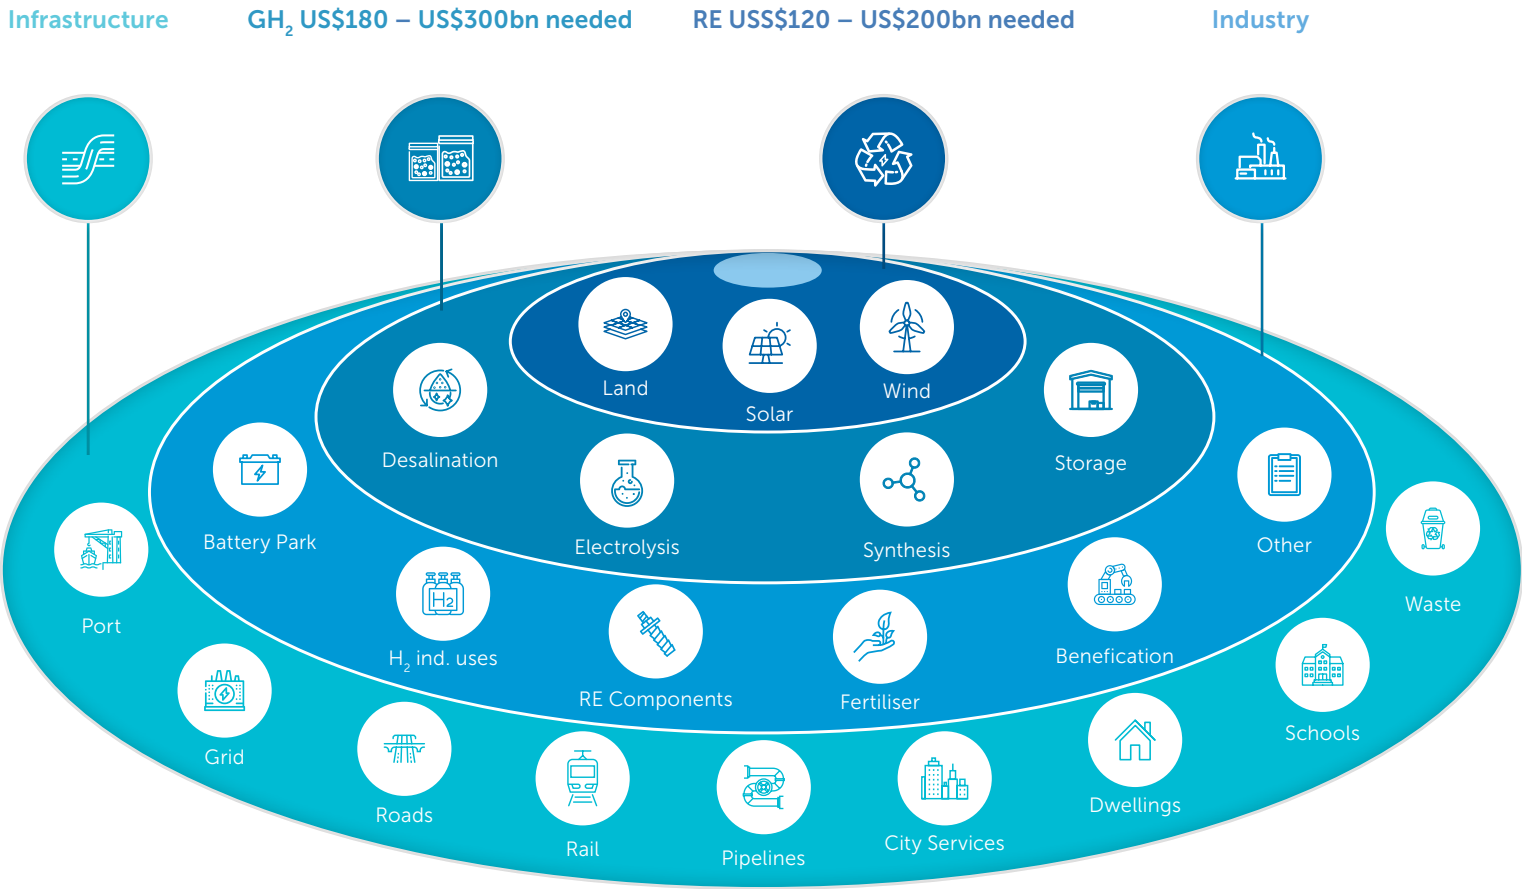 Infrastructure
GH2 US$180 – US$300bn needed
RE USS$120 – US$200bn needed
Industry
Land
Solar
Wind
Desalination
Electrolysis
Synthesis
Storage
Battery Park
H2 ind. uses
H2
RE Components
Fertiliser
Benefication
Other
Port
Grid
Roads
Rail
Pipelines
City Services
Dwellings
Schools
Waste